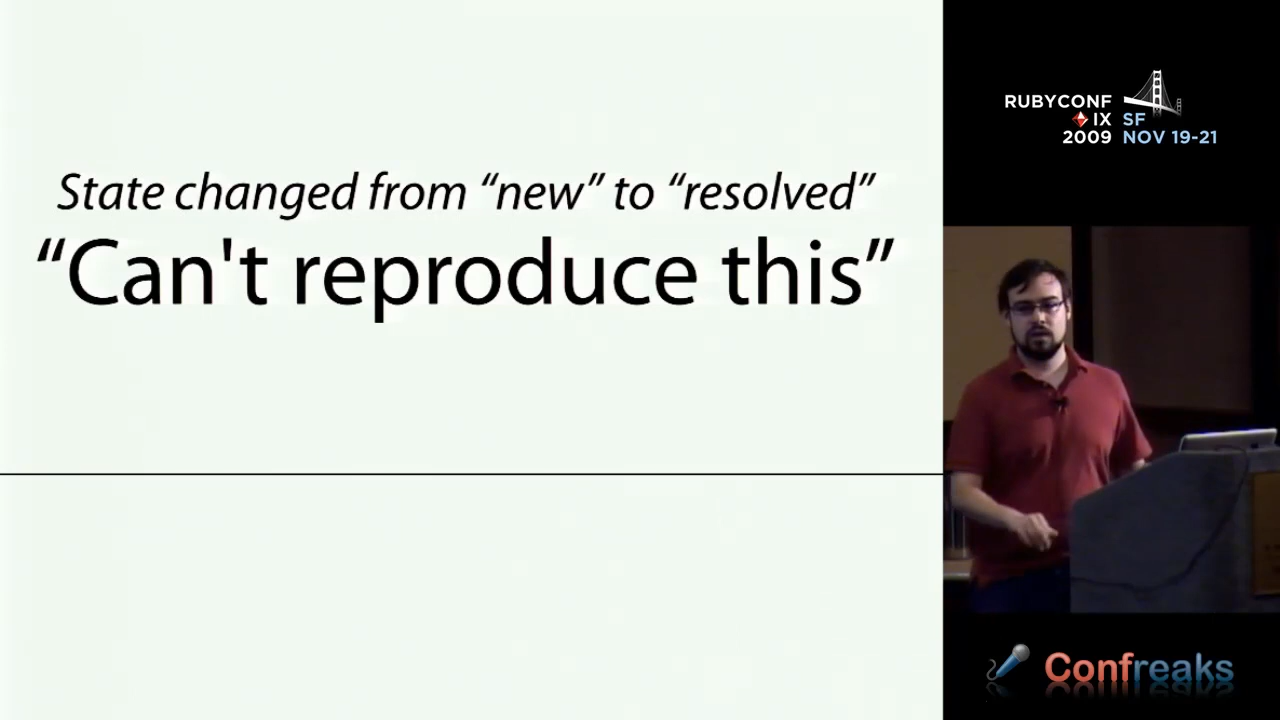 State changed from “new” to “resolved”
“Can't reproduce this”
RUBYCONF
IX SF
2009 NOV 19-21
Confreaks